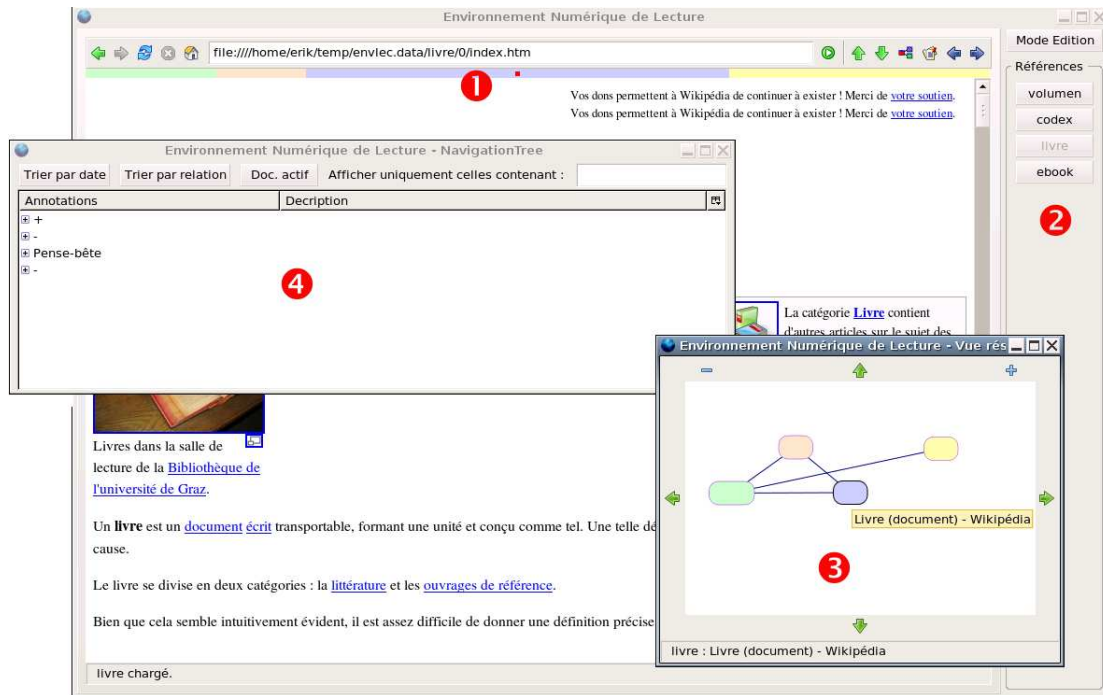 Environnement Numérique de Lecture
file:////home/erik/temp/envlec.data/livre/0/index.htm
Mode Edition
Références
volumen
codex
livre
ebook
2
1
Vos dons permettent à Wikipédia de continuer à exister ! Merci de votre soutien.
Vos dons permettent à Wikipédia de continuer à exister ! Merci de votre soutien.
Environnement Numérique de Lecture - NavigationTree
Trier par date Trier par relation Doc. actif Afficher uniquement celles contenant :
Annotations Decription
+
-
Pense-bête
-
4
La catégorie Livre contient
d'autres articles sur le sujet des
Environnement Numérique de Lecture - Vue rés
Livre (document) - Wikipédia
3
livre : Livre (document) - Wikipédia
Livres dans la salle de
lecture de la Bibliothèque de
l'université de Graz.
Un livre est un document écrit transportable, formant une unité et conçu comme tel. Une telle dé
cause.
Le livre se divise en deux catégories : la littérature et les ouvrages de référence.
Bien que cela semble intuitivement évident, il est assez difficile de donner une définition précise
livre chargé.